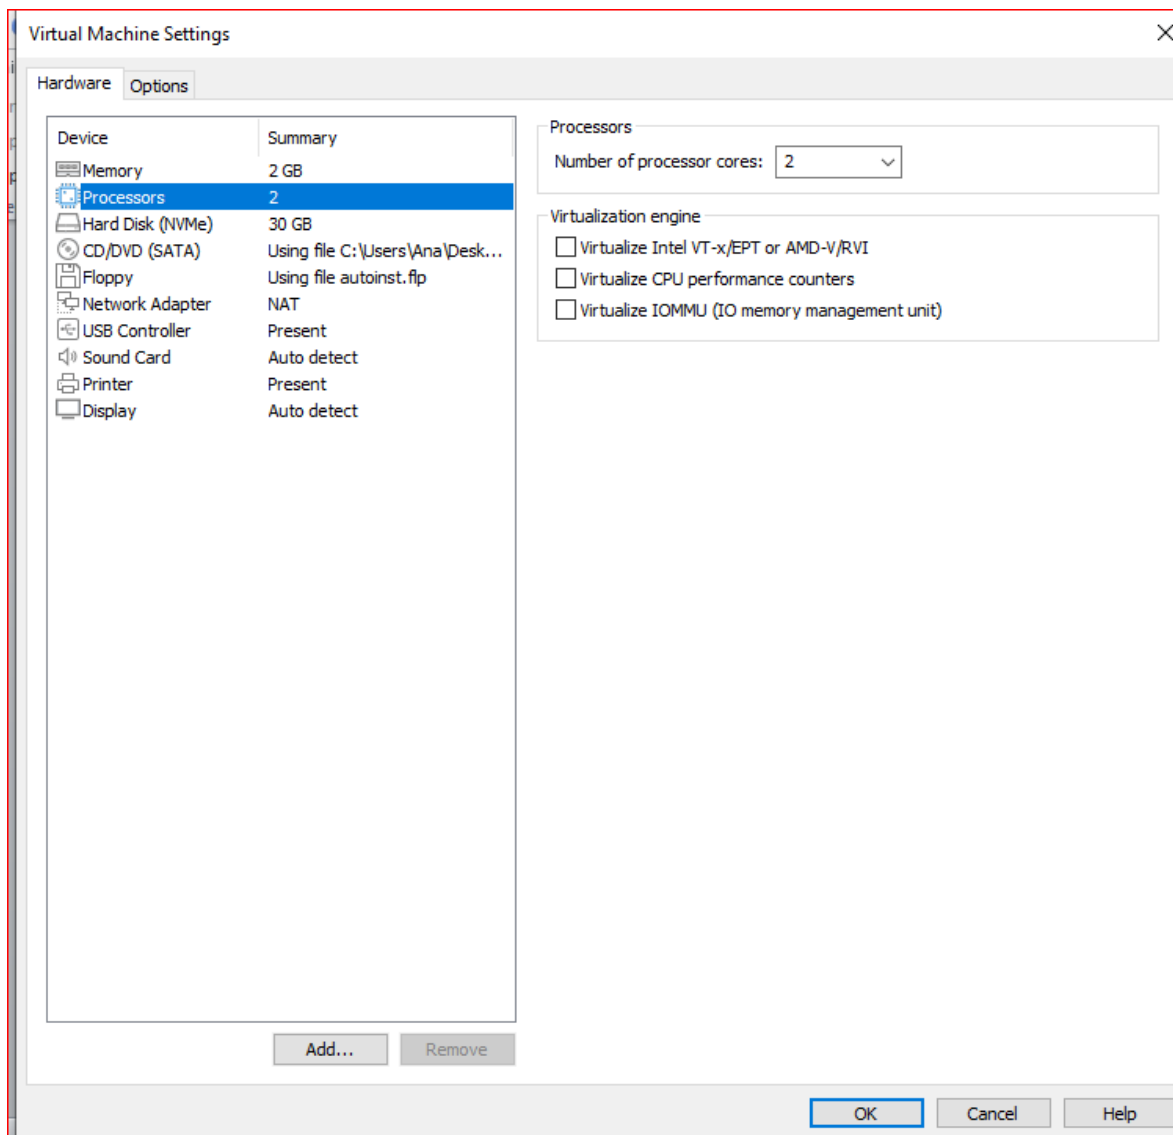 Virtual Machine Settings
Hardware Options
Device Summary
Memory 2 GB
Processors 2
Hard Disk (NVMe) 30 GB
CD/DVD (SATA) Using file C:\Users\Ana\Desk...
Floppy Using file autoinst.flp
Network Adapter NAT
USB Controller Present
Sound Card Auto detect
Printer Present
Display Auto detect
Add... Remove
Processors
Number of processor cores: 2
Virtualization engine
Virtualize Intel VT-x/EPT or AMD-V/RVI
Virtualize CPU performance counters
Virtualize IOMMU (IO memory management unit)
OK Cancel Help